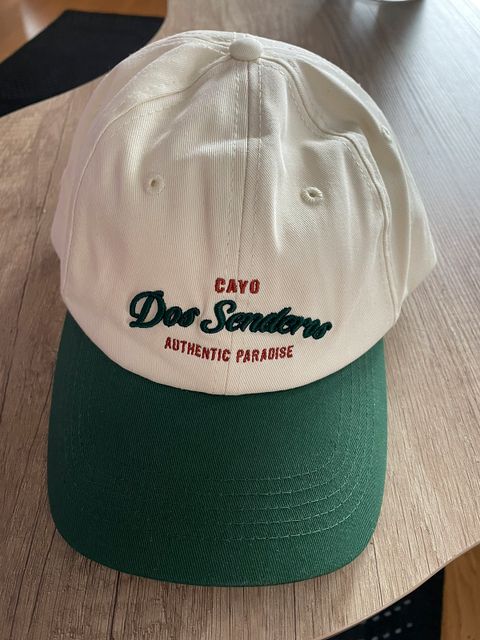 CAYO
Dos Senderos
AUTHENTIC PARADISE